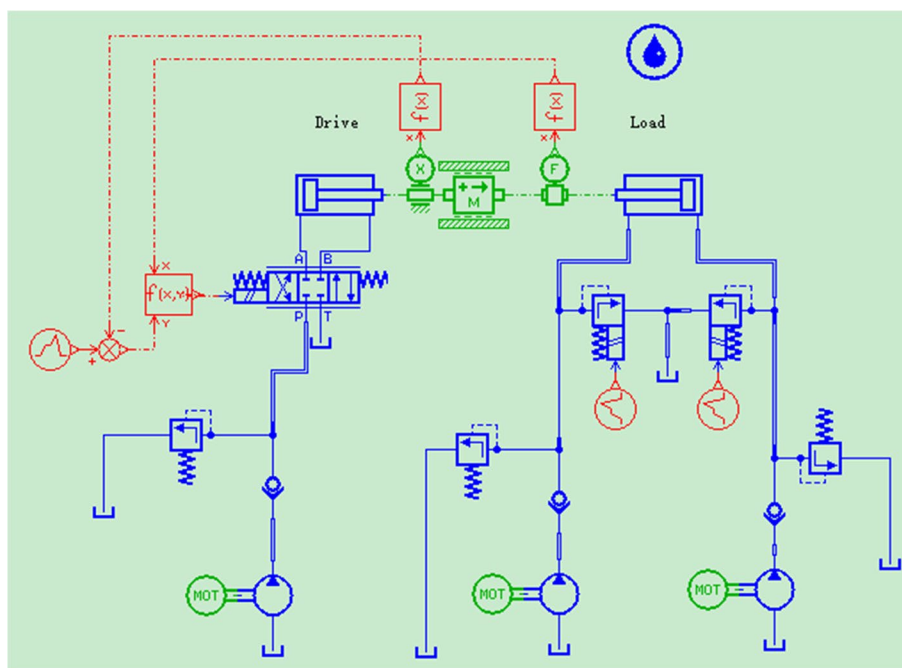 f(x) f(x)
Drive Load
x x
X F
+ M
A B
x
f(x,y)
P T
Y
-
+
MOT MOT MOT